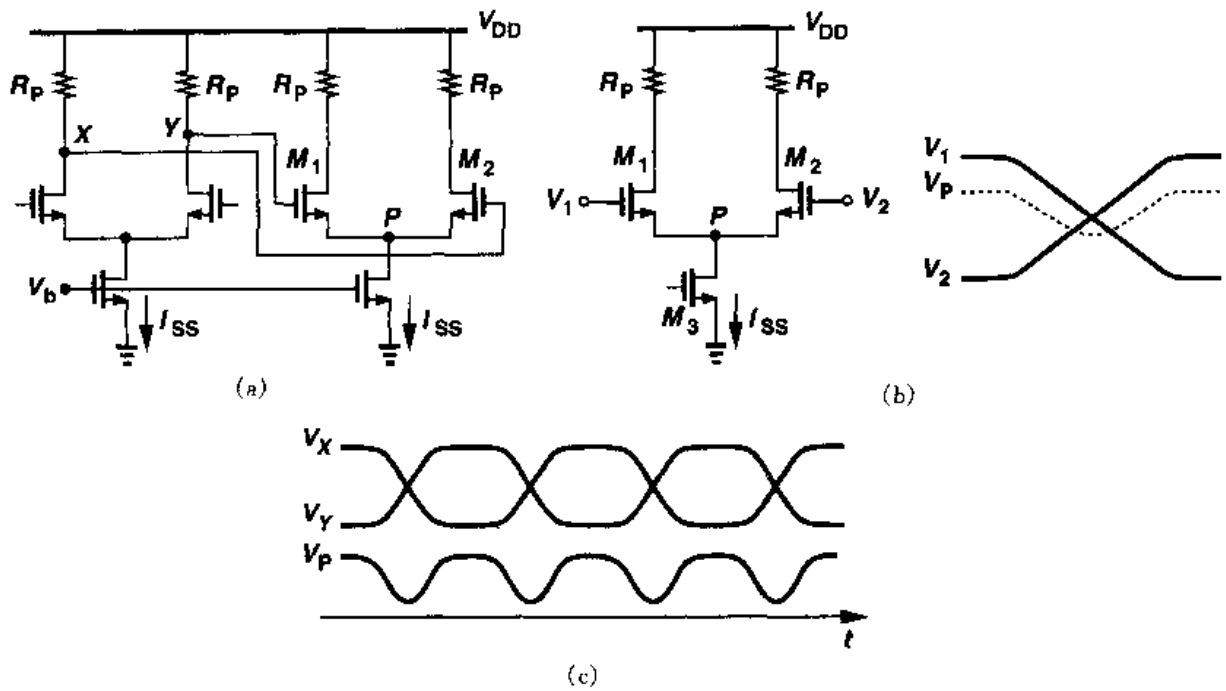 V_DD V_DD
R_P R_P R_P R_P R_P R_P
X Y M_1 M_2 M_1 M_2
V_1 V_2
P P
V_b
I_SS I_SS M_3 I_SS
V_1
V_P
V_2
(a) (b)
V_X
V_Y
V_P
t
(c)